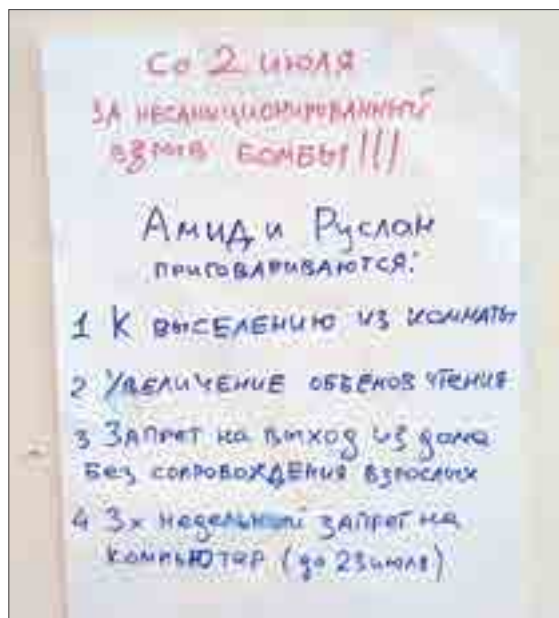 Со 2 июля
ЗА НЕСАНКЦИОНИРОВАННЫЙ
ВЗРЫВ БОМБЫ!!!
Амид и Руслан
ПРИГОВАРИВАЮТСЯ:
1 К ВЫСЕЛЕНИЮ ИЗ КОМНАТЫ
2 УВЕЛИЧЕНИЕ ОБЪЁМОВ ЧТЕНИЯ
3 ЗАПРЕТ на выход из дома
Без сопровождения взрослых
4 3х недельный запрет на
компьютер (до 23 июля)